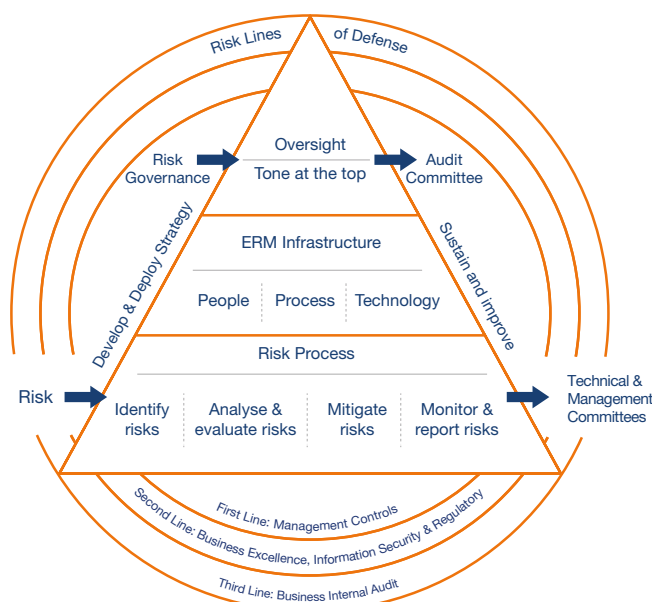 Risk Lines of Defense
Oversight
Tone at the top
Risk
Governance
Audit
Committee
Develop & Deploy Strategy
Sustain and improve
ERM Infrastructure
People Process Technology
Risk Process
Risk
Identify
risks
Analyse &
evaluate risks
Mitigate
risks
Monitor &
report risks
Technical &
Management
Committees
First Line: Management Controls
Second Line: Business Excellence, Information Security & Regulatory
Third Line: Business Internal Audit